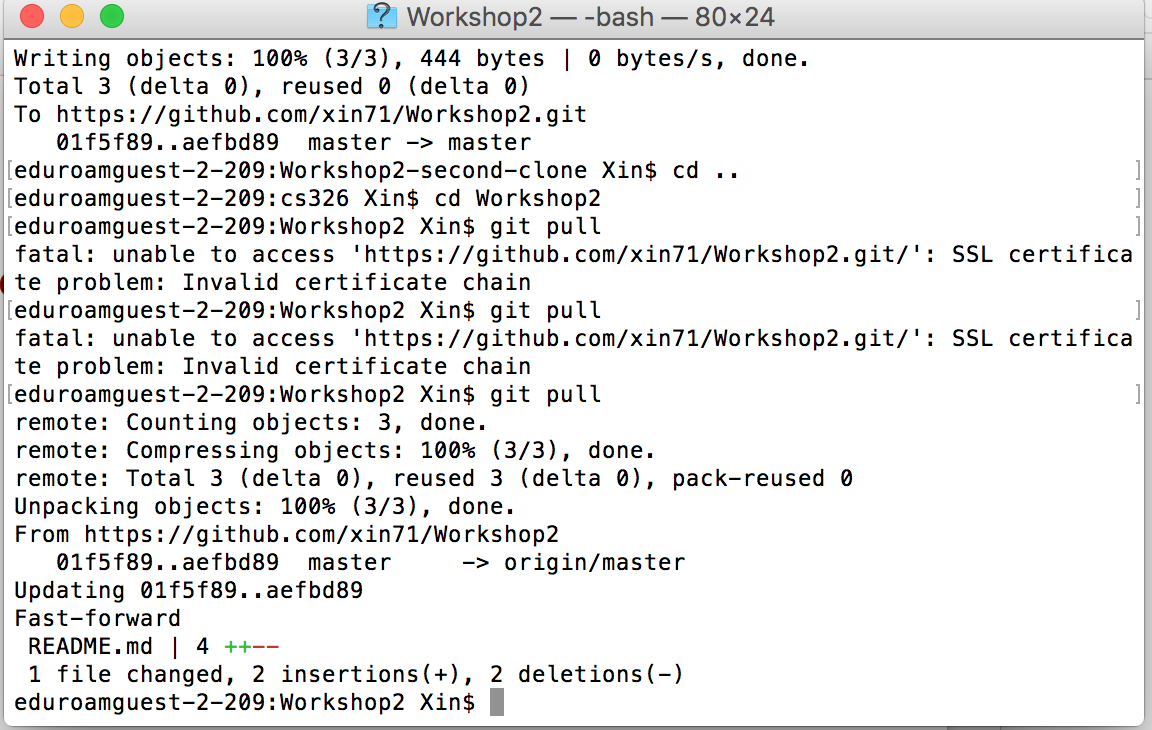 Workshop2 — -bash — 80×24
Writing objects: 100% (3/3), 444 bytes | 0 bytes/s, done.
Total 3 (delta 0), reused 0 (delta 0)
To https://github.com/xin71/Workshop2.git
   01f5f89..aefbd89  master -> master
[eduroamguest-2-209:Workshop2-second-clone Xin$ cd ..                           ]
[eduroamguest-2-209:cs326 Xin$ cd Workshop2                                     ]
[eduroamguest-2-209:Workshop2 Xin$ git pull                                     ]
fatal: unable to access 'https://github.com/xin71/Workshop2.git/': SSL certifica
te problem: Invalid certificate chain
[eduroamguest-2-209:Workshop2 Xin$ git pull                                     ]
fatal: unable to access 'https://github.com/xin71/Workshop2.git/': SSL certifica
te problem: Invalid certificate chain
[eduroamguest-2-209:Workshop2 Xin$ git pull                                     ]
remote: Counting objects: 3, done.
remote: Compressing objects: 100% (3/3), done.
remote: Total 3 (delta 0), reused 3 (delta 0), pack-reused 0
Unpacking objects: 100% (3/3), done.
From https://github.com/xin71/Workshop2
   01f5f89..aefbd89  master     -> origin/master
Updating 01f5f89..aefbd89
Fast-forward
 README.md | 4 ++--
 1 file changed, 2 insertions(+), 2 deletions(-)
eduroamguest-2-209:Workshop2 Xin$